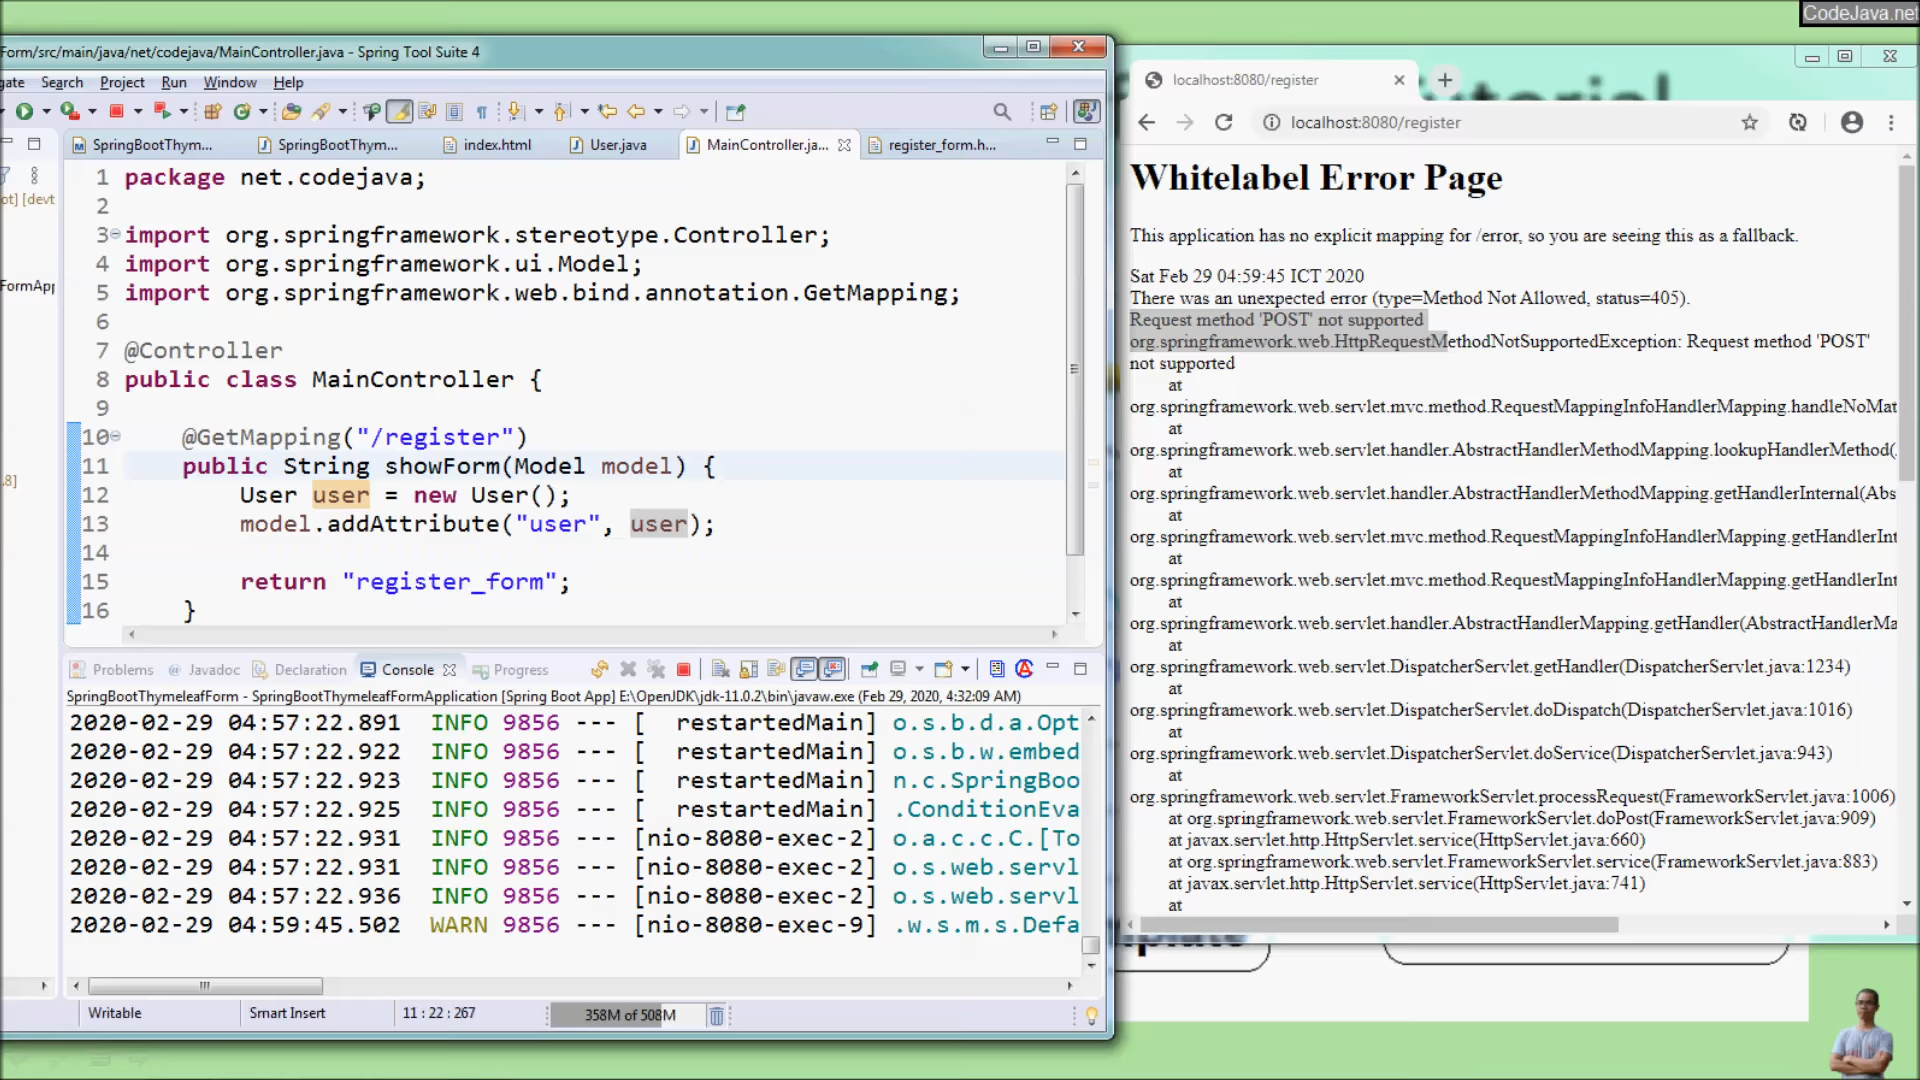 CodeJava.net
Form/src/main/java/net/codejava/MainController.java - Spring Tool Suite 4
gate Search Project Run Window Help
SpringBootThym... SpringBootThym... index.html User.java MainController.ja... register_form.h...
ot] [devt
FormApp
.8]
1 package net.codejava;
2
3 import org.springframework.stereotype.Controller;
4 import org.springframework.ui.Model;
5 import org.springframework.web.bind.annotation.GetMapping;
6
7 @Controller
8 public class MainController {
9
10 @GetMapping("/register")
11 public String showForm(Model model) {
12 User user = new User();
13 model.addAttribute("user", user);
14
15 return "register_form";
16 }
Problems Javadoc Declaration Console Progress
SpringBootThymeleafForm - SpringBootThymeleafFormApplication [Spring Boot App] E:\OpenJDK\jdk-11.0.2\bin\javaw.exe (Feb 29, 2020, 4:32:09 AM)
2020-02-29 04:57:22.891 INFO 9856 --- [ restartedMain] o.s.b.d.a.Opt
2020-02-29 04:57:22.922 INFO 9856 --- [ restartedMain] o.s.b.w.embed
2020-02-29 04:57:22.923 INFO 9856 --- [ restartedMain] n.c.SpringBoo
2020-02-29 04:57:22.925 INFO 9856 --- [ restartedMain] .ConditionEva
2020-02-29 04:57:22.931 INFO 9856 --- [nio-8080-exec-2] o.a.c.c.C.[To
2020-02-29 04:57:22.931 INFO 9856 --- [nio-8080-exec-2] o.s.web.servl
2020-02-29 04:57:22.936 INFO 9856 --- [nio-8080-exec-2] o.s.web.servl
2020-02-29 04:59:45.502 WARN 9856 --- [nio-8080-exec-9] .w.s.m.s.Defa
Writable Smart Insert 11 : 22 : 267 358M of 508M
localhost:8080/register
localhost:8080/register
Whitelabel Error Page
This application has no explicit mapping for /error, so you are seeing this as a fallback.
Sat Feb 29 04:59:45 ICT 2020
There was an unexpected error (type=Method Not Allowed, status=405).
Request method 'POST' not supported
org.springframework.web.HttpRequestMethodNotSupportedException: Request method 'POST'
not supported
at
org.springframework.web.servlet.mvc.method.RequestMappingInfoHandlerMapping.handleNoMat
at
org.springframework.web.servlet.handler.AbstractHandlerMethodMapping.lookupHandlerMethod(
at
org.springframework.web.servlet.handler.AbstractHandlerMethodMapping.getHandlerInternal(Abs
at
org.springframework.web.servlet.mvc.method.RequestMappingInfoHandlerMapping.getHandlerInt
at
org.springframework.web.servlet.mvc.method.RequestMappingInfoHandlerMapping.getHandlerInt
at
org.springframework.web.servlet.handler.AbstractHandlerMapping.getHandler(AbstractHandlerMa
at
org.springframework.web.servlet.DispatcherServlet.getHandler(DispatcherServlet.java:1234)
at
org.springframework.web.servlet.DispatcherServlet.doDispatch(DispatcherServlet.java:1016)
at
org.springframework.web.servlet.DispatcherServlet.doService(DispatcherServlet.java:943)
at
org.springframework.web.servlet.FrameworkServlet.processRequest(FrameworkServlet.java:1006)
at org.springframework.web.servlet.FrameworkServlet.doPost(FrameworkServlet.java:909)
at javax.servlet.http.HttpServlet.service(HttpServlet.java:660)
at org.springframework.web.servlet.FrameworkServlet.service(FrameworkServlet.java:883)
at javax.servlet.http.HttpServlet.service(HttpServlet.java:741)
at